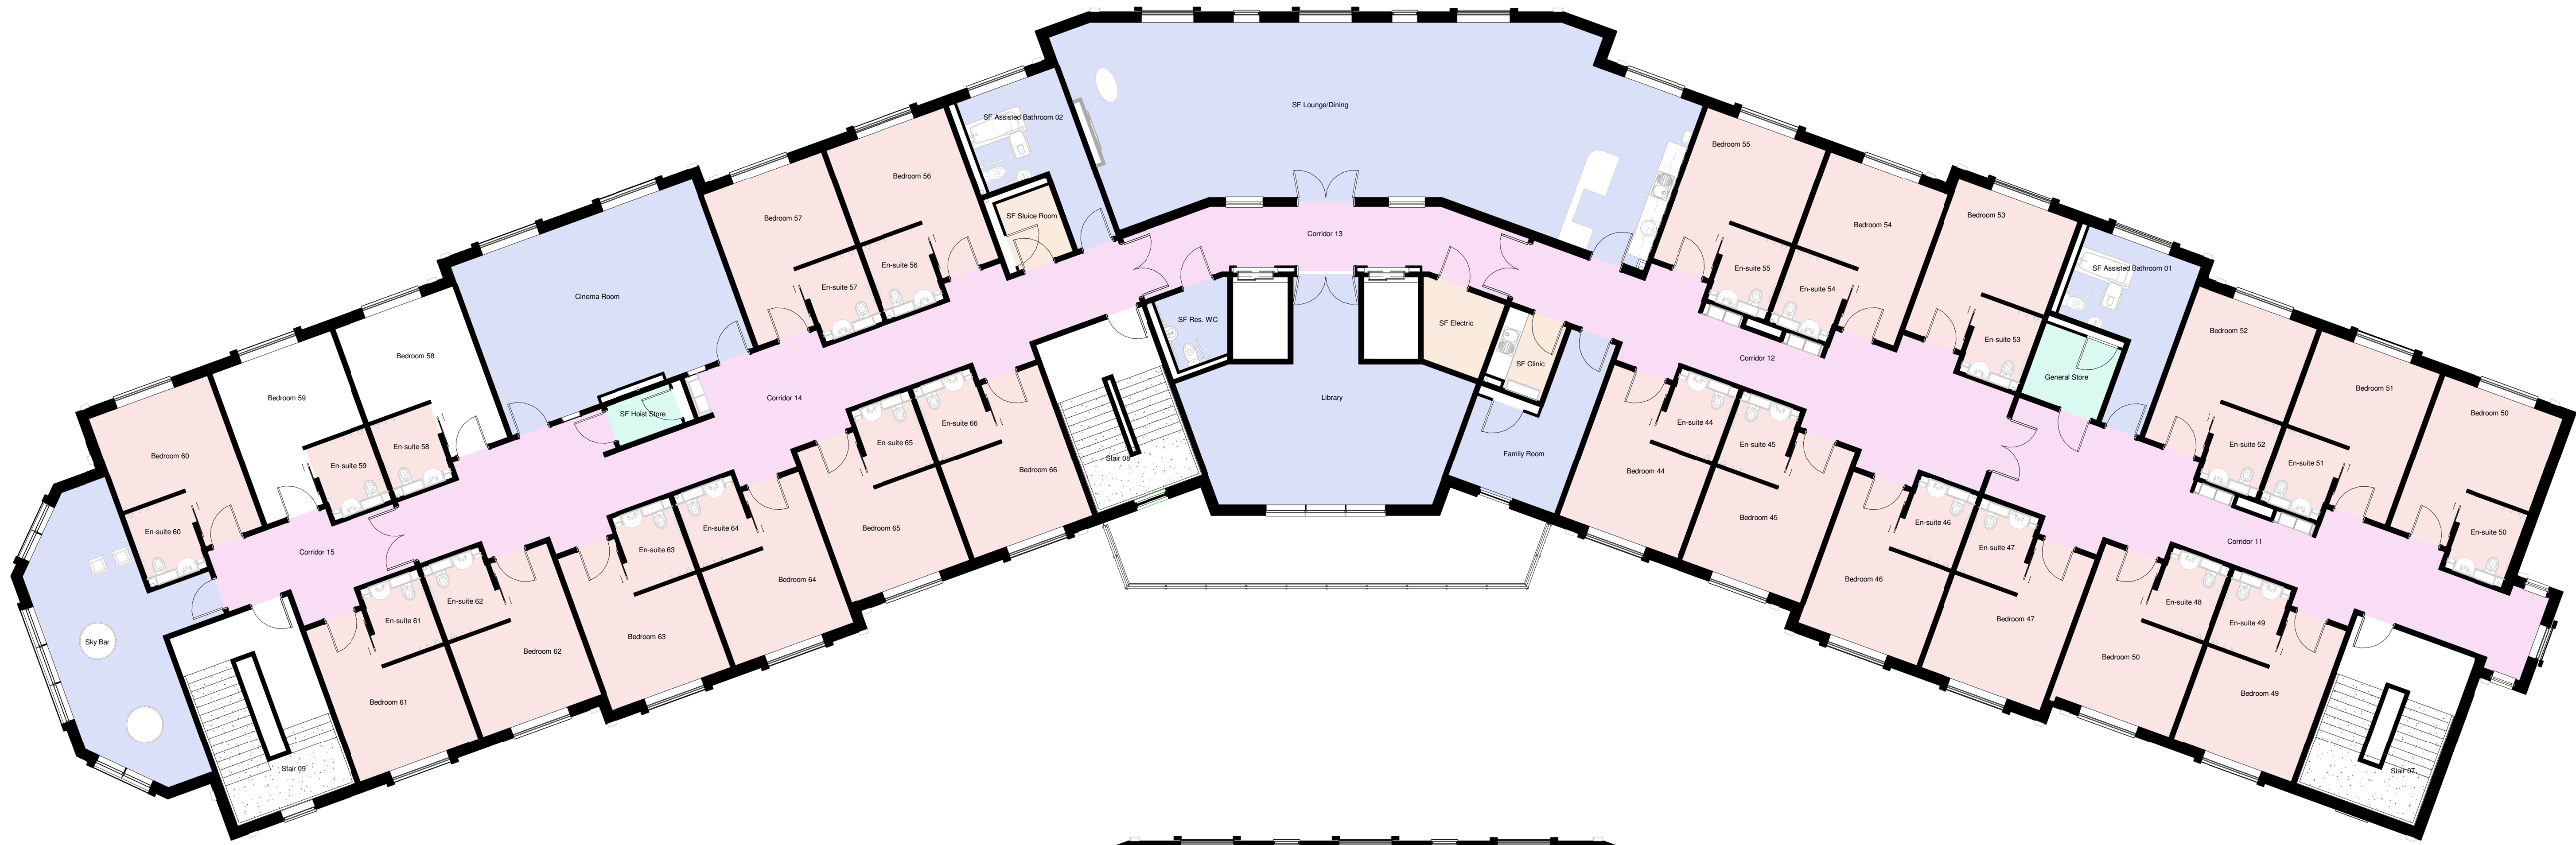 SF Lounge/Dining
SF Assisted Bathroom 02
Bedroom 55
Bedroom 56
Bedroom 57
SF Sluice Room
Bedroom 53
Bedroom 54
Corridor 13
En-suite 56
En-suite 55
SF Assisted Bathroom 01
En-suite 57
En-suite 54
Cinema Room
SF Res. WC
SF Electric
Bedroom 52
En-suite 53
Bedroom 58
Corridor 12
SF Clinic
General Store
Bedroom 51
Bedroom 59
Corridor 14
Library
SF Hoist Store
Bedroom 50
En-suite 66
En-suite 44
En-suite 65
En-suite 45
En-suite 58
En-suite 52
Bedroom 60
Family Room
Stair 08
En-suite 59
En-suite 51
Bedroom 66
Bedroom 44
Bedroom 65
Bedroom 45
En-suite 64
En-suite 46
En-suite 60
En-suite 50
Corridor 15
En-suite 63
En-suite 47
Corridor 11
Bedroom 64
Bedroom 46
En-suite 62
En-suite 48
En-suite 61
En-suite 49
Bedroom 47
Sky Bar
Bedroom 63
Bedroom 62
Bedroom 50
Bedroom 61
Bedroom 49
Stair 09
Stair 07